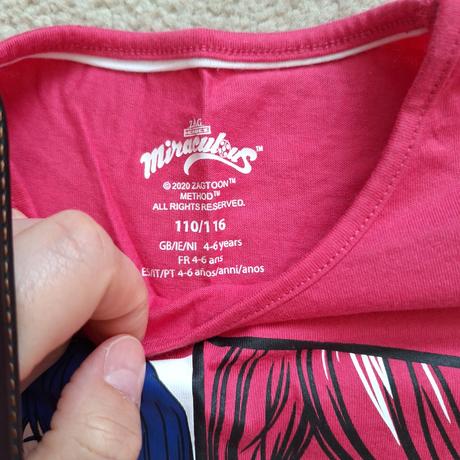 ZAG
HEROEZ
Miraculous
© 2020 ZAGTOON™
METHOD™
ALL RIGHTS RESERVED.
110/116
GB/IE/NI 4-6 years
FR 4-6 ans
ES/IT/PT 4-6 años/anni/anos